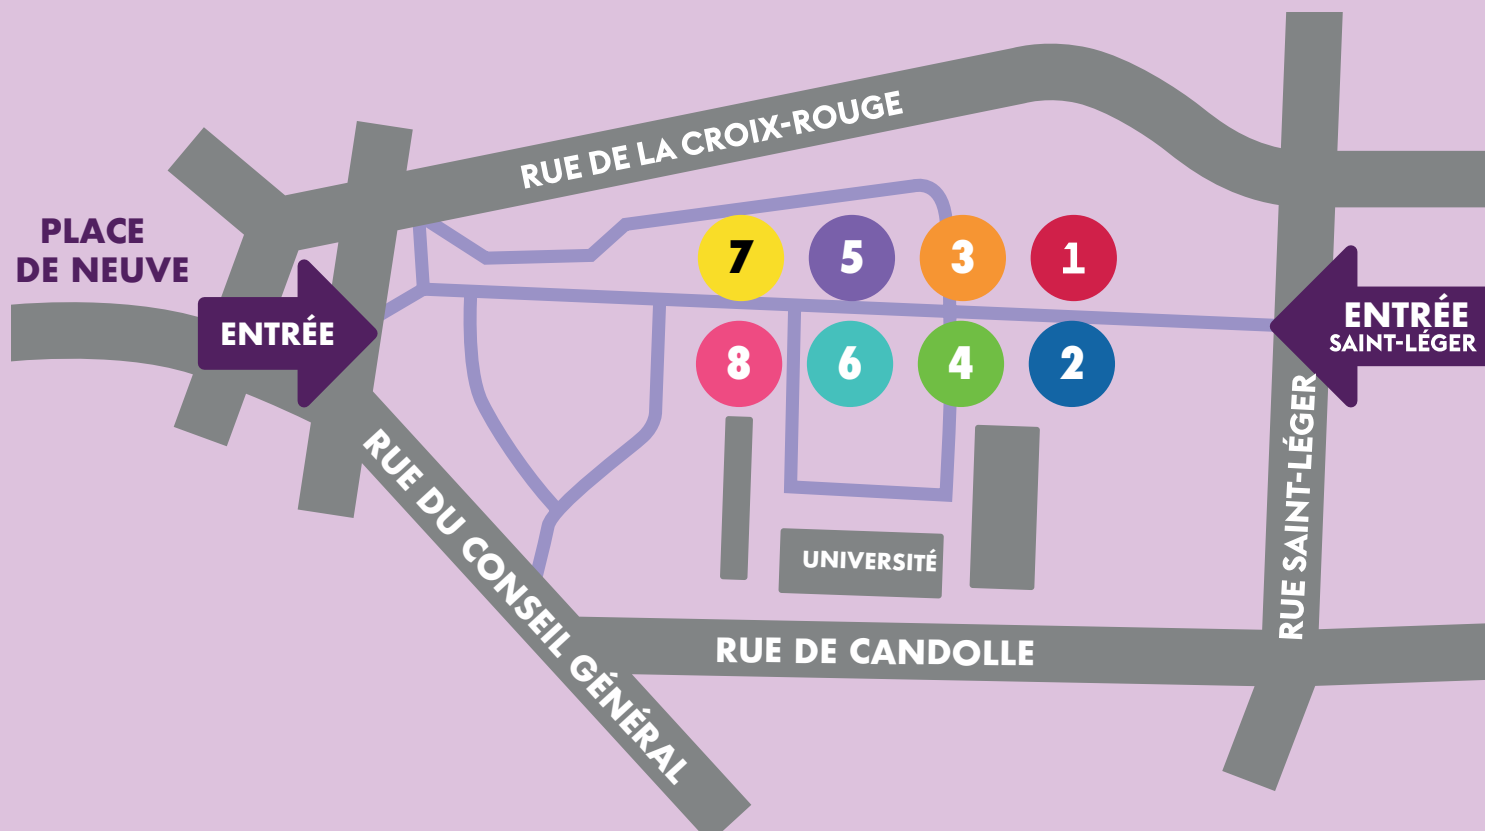 RUE DE LA CROIX-ROUGE
PLACE
DE NEUVE
7 5 3 1
ENTRÉE
ENTRÉE
SAINT-LÉGER
8 6 4 2
RUE SAINT-LÉGER
RUE DU CONSEIL GÉNÉRAL
UNIVERSITÉ
RUE DE CANDOLLE